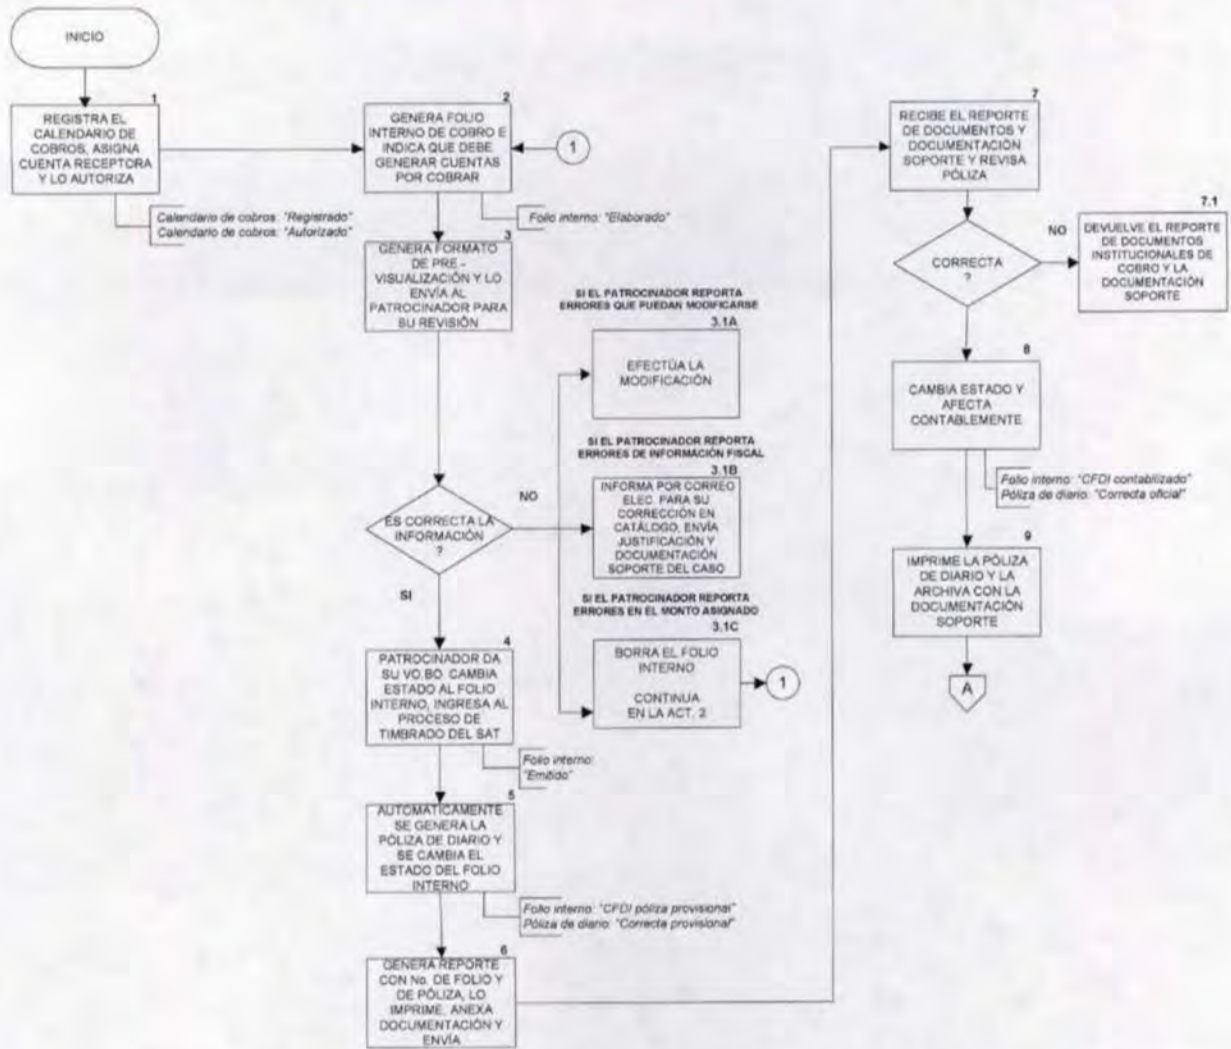 INICIO
1
REGISTRA EL
CALENDARIO DE
COBROS, ASIGNA
CUENTA RECEPTORA
Y LO AUTORIZA
Calendario de cobros: "Registrado"
Calendario de cobros: "Autorizado"
2
GENERA FOLIO
INTERNO DE COBRO E
INDICA QUE DEBE
GENERAR CUENTAS
POR COBRAR
1
Folio interno: "Elaborado"
3
GENERA FORMATO
DE PRE -
VISUALIZACIÓN Y LO
ENVÍA AL
PATROCINADOR PARA
SU REVISIÓN
ES CORRECTA LA
INFORMACIÓN
?
NO
SI
SI EL PATROCINADOR REPORTA
ERRORES QUE PUEDAN MODIFICARSE
3.1A
EFECTÚA LA
MODIFICACIÓN
SI EL PATROCINADOR REPORTA
ERRORES DE INFORMACIÓN FISCAL
3.1B
INFORMA POR CORREO
ELEC. PARA SU
CORRECCIÓN EN
CATÁLOGO, ENVÍA
JUSTIFICACIÓN Y
DOCUMENTACIÓN
SOPORTE DEL CASO
SI EL PATROCINADOR REPORTA
ERRORES EN EL MONTO ASIGNADO
3.1C
BORRA EL FOLIO
INTERNO
CONTINUA
EN LA ACT. 2
1
4
PATROCINADOR DA
SU VO.BO. CAMBIA
ESTADO AL FOLIO
INTERNO, INGRESA AL
PROCESO DE
TIMBRADO DEL SAT
Folio interno:
"Emitido"
5
AUTOMÁTICAMENTE
SE GENERA LA
PÓLIZA DE DIARIO Y
SE CAMBIA EL
ESTADO DEL FOLIO
INTERNO
Folio interno: "CFDI póliza provisional"
Póliza de diario: "Correcta provisional"
6
GENERA REPORTE
CON No. DE FOLIO Y
DE PÓLIZA, LO
IMPRIME, ANEXA
DOCUMENTACIÓN Y
ENVÍA
7
RECIBE EL REPORTE
DE DOCUMENTOS Y
DOCUMENTACIÓN
SOPORTE Y REVISA
PÓLIZA
CORRECTA
?
NO
7.1
DEVUELVE EL REPORTE
DE DOCUMENTOS
INSTITUCIONALES DE
COBRO Y LA
DOCUMENTACIÓN
SOPORTE
8
CAMBIA ESTADO Y
AFECTA
CONTABLEMENTE
Folio interno: "CFDI contabilizado"
Póliza de diario: "Correcta oficial"
9
IMPRIME LA PÓLIZA
DE DIARIO Y LA
ARCHIVA CON LA
DOCUMENTACIÓN
SOPORTE
A